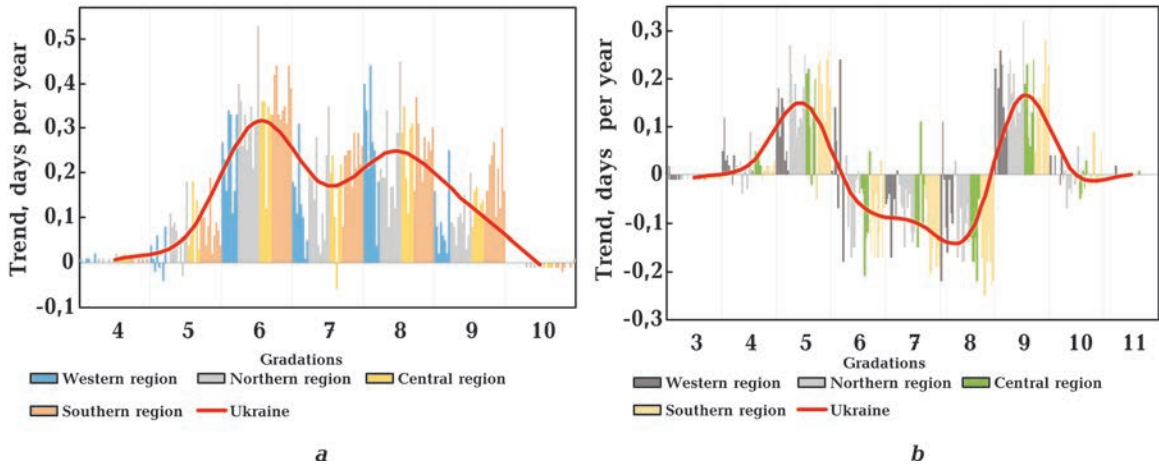 Trend, days per year
0,5
0,4
0,3
0,2
0,1
0
-0,1
4 5 6 7 8 9 10
Gradations
Western region Northern region Central region
Southern region Ukraine
a
Trend, days per year
0,3
0,2
0,1
0
-0,1
-0,2
-0,3
3 4 5 6 7 8 9 10 11
Gradations
Western region Northern region Central region
Southern region Ukraine
b